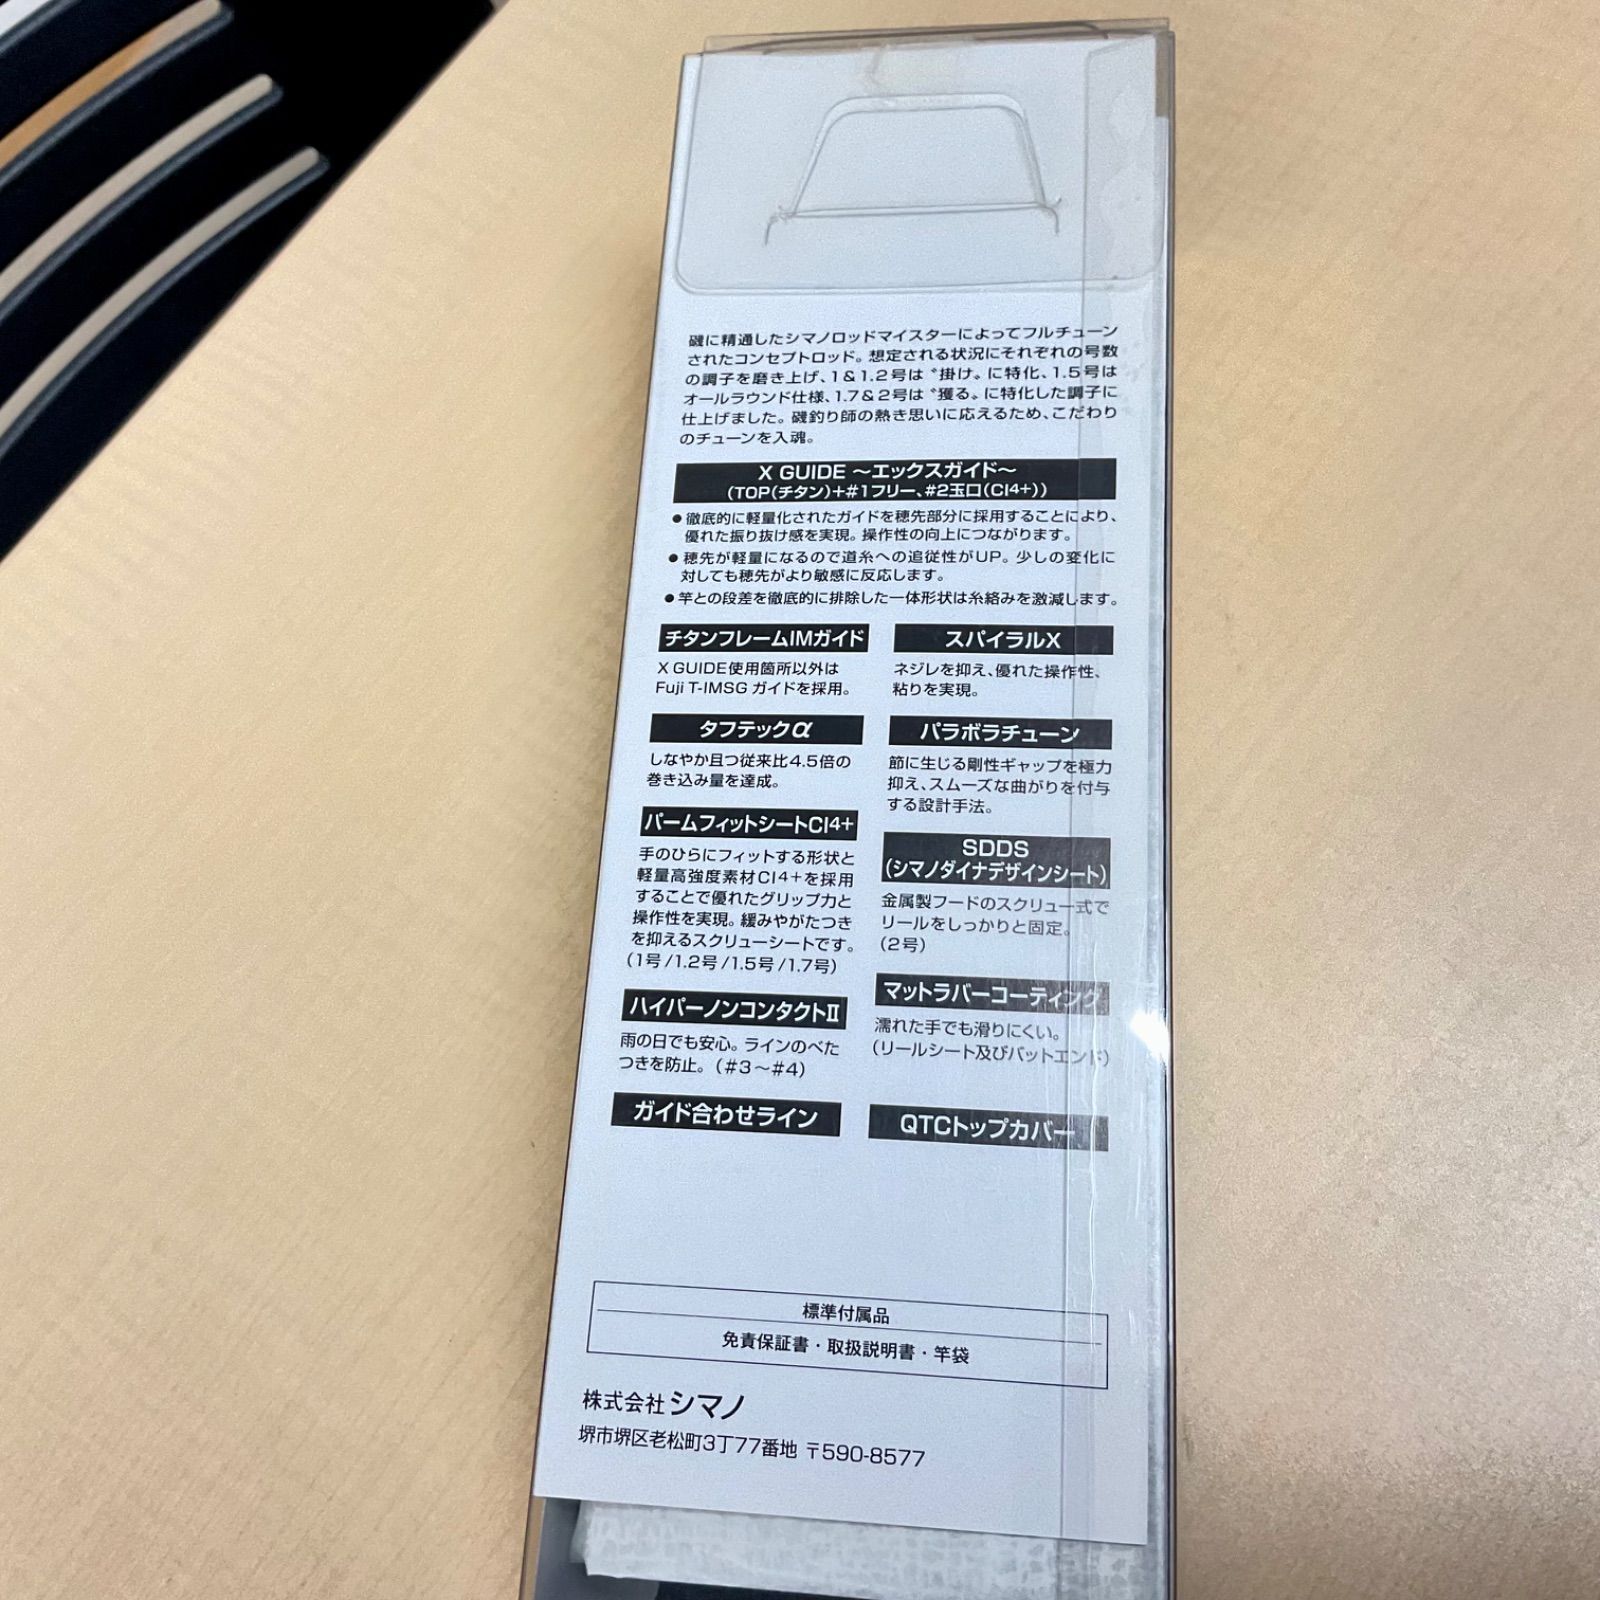 磯に精通したシマノロッドマイスターによってフルチューン
されたコンセプトロッド。想定される状況にそれぞれの号数
の調子を磨き上げ、1&1.2号は〝掛け〟に特化、1.5号は
オールラウンド仕様、1.7&2号は〝獲る〟に特化した調子に
仕上げました。磯釣り師の熱き思いに応えるため、こだわり
のチューンを入魂。
X GUIDE ～エックスガイド～
(TOP(チタン)+#1フリー、#2玉口(CI4+))
●徹底的に軽量化されたガイドを穂先部分に採用することにより、
優れた振り抜け感を実現。操作性の向上につながります。
●穂先が軽量になるので道糸への追従性がUP。少しの変化に
対しても穂先がより敏感に反応します。
●竿との段差を徹底的に排除した一体形状は糸絡みを激減します。
チタンフレームIMガイド
X GUIDE使用箇所以外は
Fuji T-IMSG ガイドを採用。
スパイラルX
ネジレを抑え、優れた操作性、
粘りを実現。
タフテックα
しなやか且つ従来比4.5倍の
巻き込み量を達成。
パラボラチューン
節に生じる剛性ギャップを極力
抑え、スムーズな曲がりを付与
する設計手法。
パームフィットシートCI4+
手のひらにフィットする形状と
軽量高強度素材CI4+を採用
することで優れたグリップ力と
操作性を実現。緩みやがたつき
を抑えるスクリューシートです。
(1号/1.2号/1.5号/1.7号)
SDDS
(シマノダイナデザインシート)
金属製フードのスクリュー式で
リールをしっかりと固定。
(2号)
ハイパーノンコンタクトⅡ
雨の日でも安心。ラインのべた
つきを防止。(#3～#4)
マットラバーコーティング
濡れた手でも滑りにくい。
(リールシート及びバットエンド)
ガイド合わせライン
QTCトップカバー
標準付属品
免責保証書・取扱説明書・竿袋
株式会社シマノ
堺市堺区老松町3丁77番地 〒590-8577